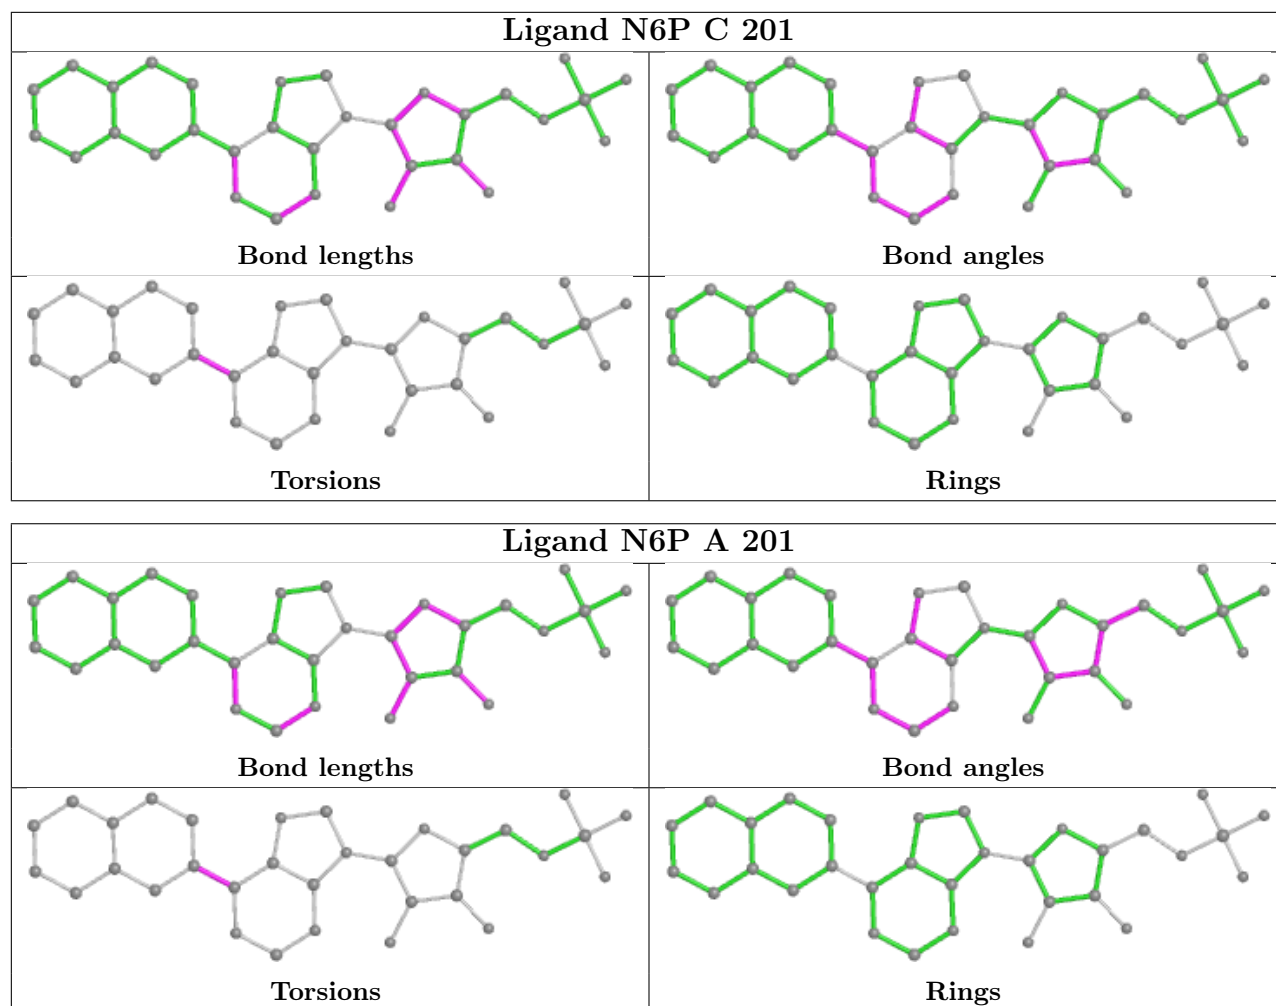 Ligand N6P C 201
Bond lengths
Bond angles
Torsions
Rings
Ligand N6P A 201
Bond lengths
Bond angles
Torsions
Rings